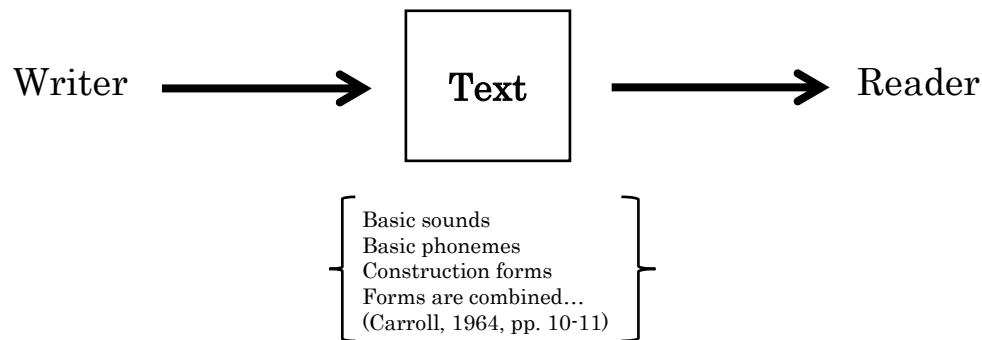 Writer
Text
Reader
Basic sounds
Basic phonemes
Construction forms
Forms are combined…
(Carroll, 1964, pp. 10-11)